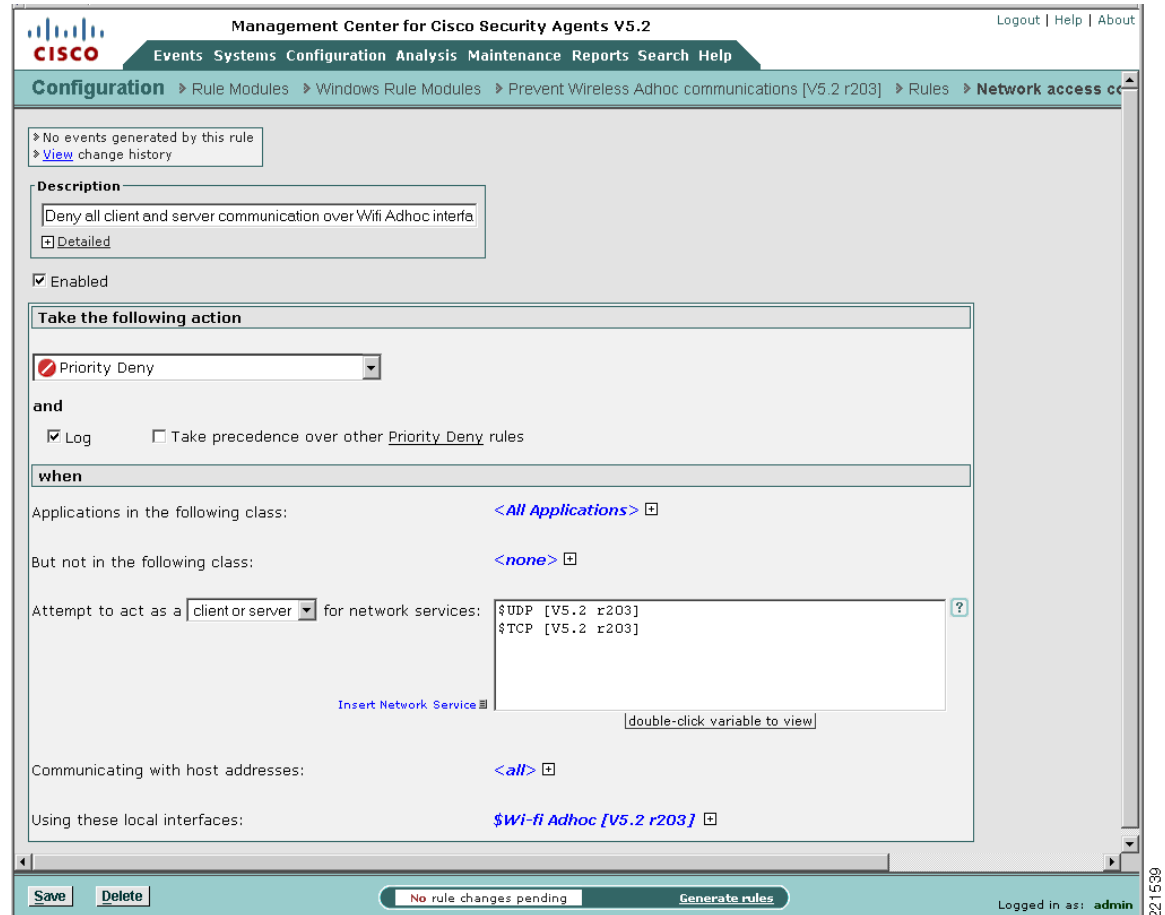 Management Center for Cisco Security Agents V5.2
Logout | Help | About
CISCO
Events Systems Configuration Analysis Maintenance Reports Search Help
Configuration > Rule Modules > Windows Rule Modules > Prevent Wireless Adhoc communications [V5.2 r203] > Rules > Network access co
> No events generated by this rule
> View change history
Description
Deny all client and server communication over Wifi Adhoc interfa
Detailed
Enabled
Take the following action
Priority Deny
and
Log
Take precedence over other Priority Deny rules
when
Applications in the following class: <All Applications>
But not in the following class: <none>
Attempt to act as a client or server for network services:
$UDP [V5.2 r203]
$TCP [V5.2 r203]
?
Insert Network Service
double-click variable to view
Communicating with host addresses: <all>
Using these local interfaces: $Wi-fi Adhoc [V5.2 r203]
Save Delete
No rule changes pending Generate rules
Logged in as: admin
221539